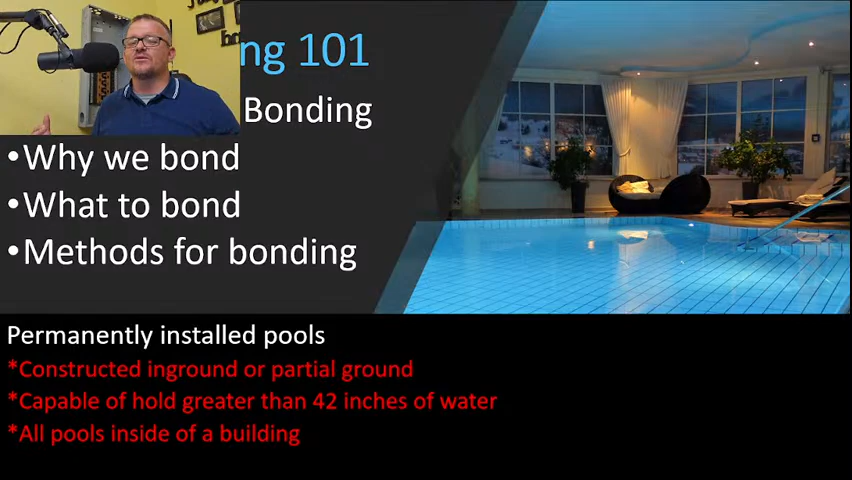 ng 101
Bonding
•Why we bond
•What to bond
•Methods for bonding
Permanently installed pools
*Constructed inground or partial ground
*Capable of hold greater than 42 inches of water
*All pools inside of a building